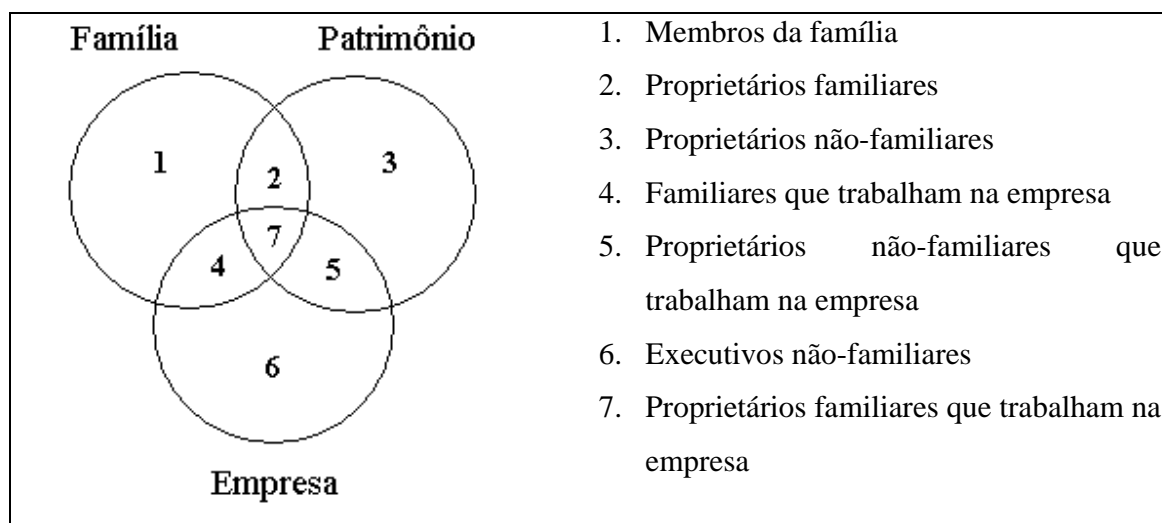 Família Patrimônio
1
2
3
4
7
5
6
Empresa
1. Membros da família
2. Proprietários familiares
3. Proprietários não-familiares
4. Familiares que trabalham na empresa
5. Proprietários não-familiares que
trabalham na empresa
6. Executivos não-familiares
7. Proprietários familiares que trabalham na
empresa